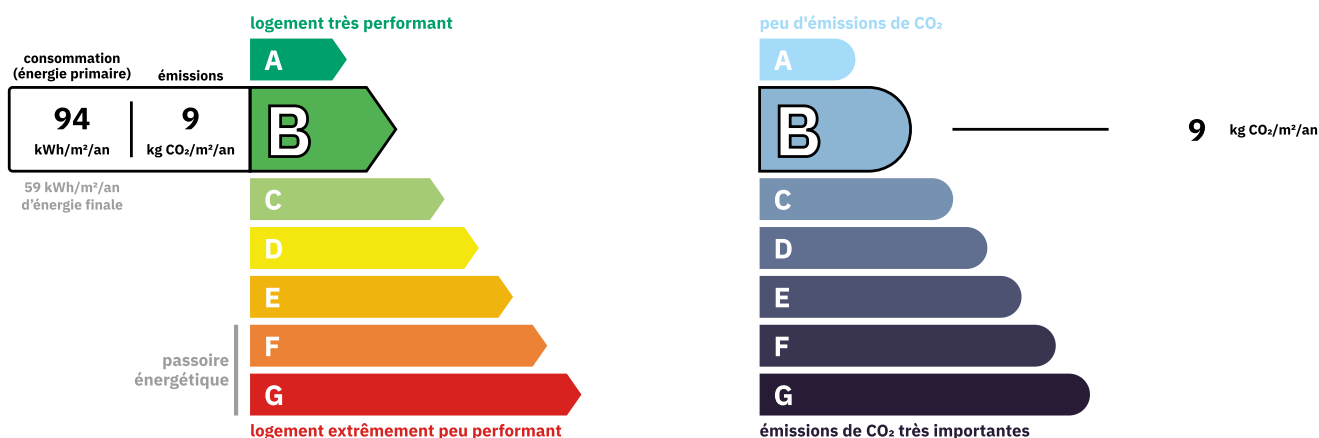 logement très performant
consommation
(énergie primaire)
émissions
94
kWh/m²/an
9
kg CO₂/m²/an
59 kWh/m²/an
d'énergie finale
A
B
C
D
E
F
G
passoire
énergétique
logement extrêmement peu performant
peu d'émissions de CO₂
A
B
C
D
E
F
G
9 kg CO₂/m²/an
émissions de CO₂ très importantes